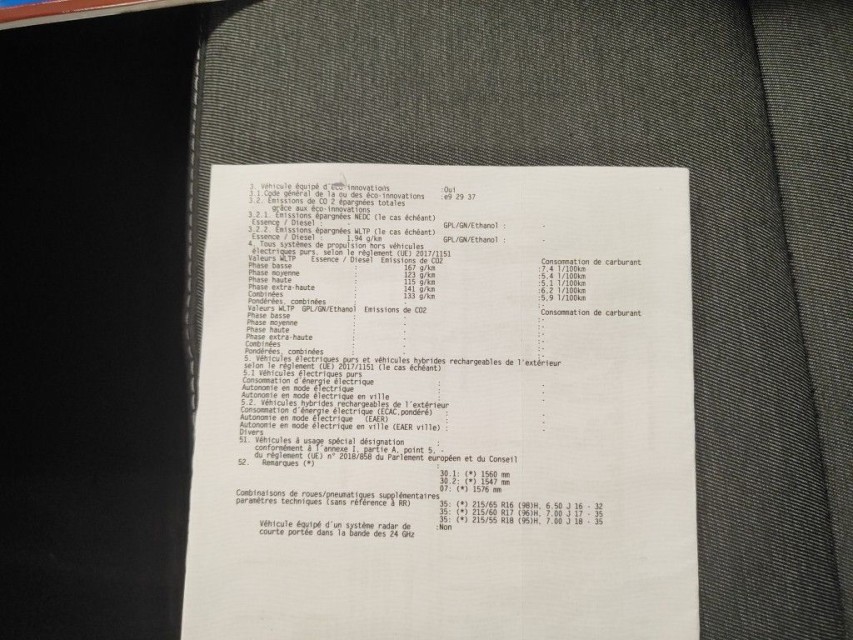 3. Véhicule équipé d'éco innovations :Oui
3.1.Code général de la ou des éco-innovations :e9 29 37
3.2. Emissions de CO 2 épargnées totales
grâce aux éco-innovations
3.2.1. Emissions épargnées NEDC (le cas échéant)
Essence / Diesel : GPL/GN/Ethanol : -
3.2.2. Emissions épargnées WLTP (le cas échéant)
Essence / Diesel : 1.94 g/km GPL/GN/Ethanol : -
4. Tous systèmes de propulsion hors véhicules
électriques purs, selon le règlement (UE) 2017/1151
Valeurs WLTP Essence / Diesel Emissions de CO2 Consommation de carburant
Phase basse : 167 g/km :7,4 l/100km
Phase moyenne : 123 g/km :5,4 l/100km
Phase haute : 115 g/km :5,1 l/100km
Phase extra-haute : 141 g/km :6,2 l/100km
Combinées : 133 g/km :5,9 l/100km
Pondérées, combinées : - :-
Valeurs WLTP GPL/GN/Ethanol Emissions de CO2 Consommation de carburant
Phase basse : - :-
Phase moyenne : - :-
Phase haute : - :-
Phase extra-haute : - :-
Combinées : - :-
Pondérées, combinées : - :-
5. Véhicules électriques purs et véhicules hybrides rechargeables de l'extérieur
selon le règlement (UE) 2017/1151 (le cas échéant)
5.1 Véhicules électriques purs
Consommation d'énergie électrique : -
Autonomie en mode électrique : -
Autonomie en mode électrique en ville : -
5.2. Véhicules hybrides rechargeables de l'extérieur
Consommation d'énergie électrique (ECAC,pondéré) : -
Autonomie en mode électrique (EAER) : -
Autonomie en mode électrique en ville (EAER ville) : -
Divers
51. Véhicules à usage spécial désignation :
conformément à l'annexe I, partie A, point 5, -
du règlement (UE) n° 2018/858 du Parlement européen et du Conseil
52. Remarques (*) :
30.1: (*) 1560 mm
30.2: (*) 1547 mm
07: (*) 1576 mm
Combinaisons de roues/pneumatiques supplémentaires
paramètres techniques (sans référence à RR) 35: (*) 215/65 R16 (98)H, 6.50 J 16 - 32
35: (*) 215/60 R17 (96)H, 7.00 J 17 - 35
35: (*) 215/55 R18 (95)H, 7.00 J 18 - 35
Véhicule équipé d'un système radar de :Non
courte portée dans la bande des 24 GHz